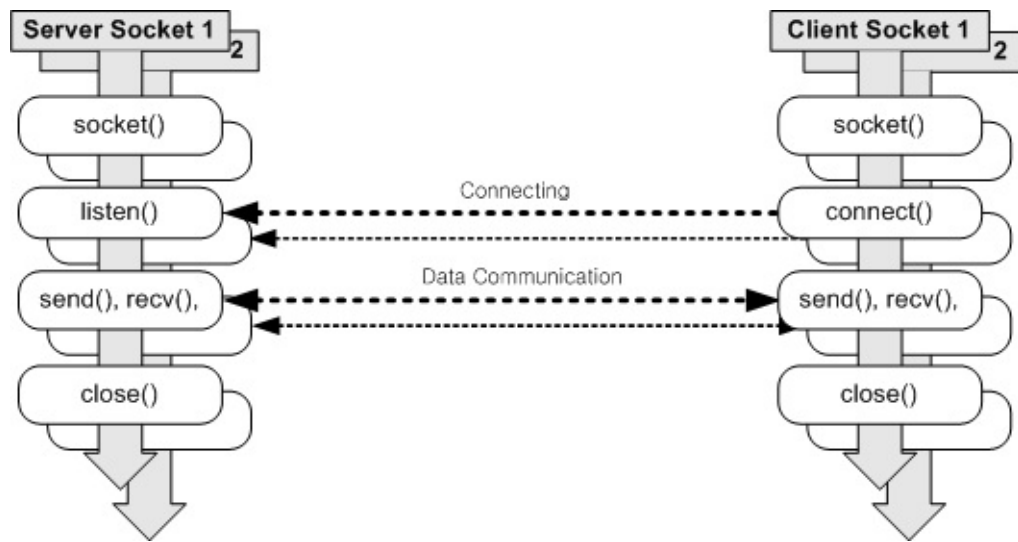 Server Socket 1
2
Client Socket 1
2
socket()
socket()
Connecting
listen()
connect()
Data Communication
send(), recv(),
send(), recv(),
close()
close()